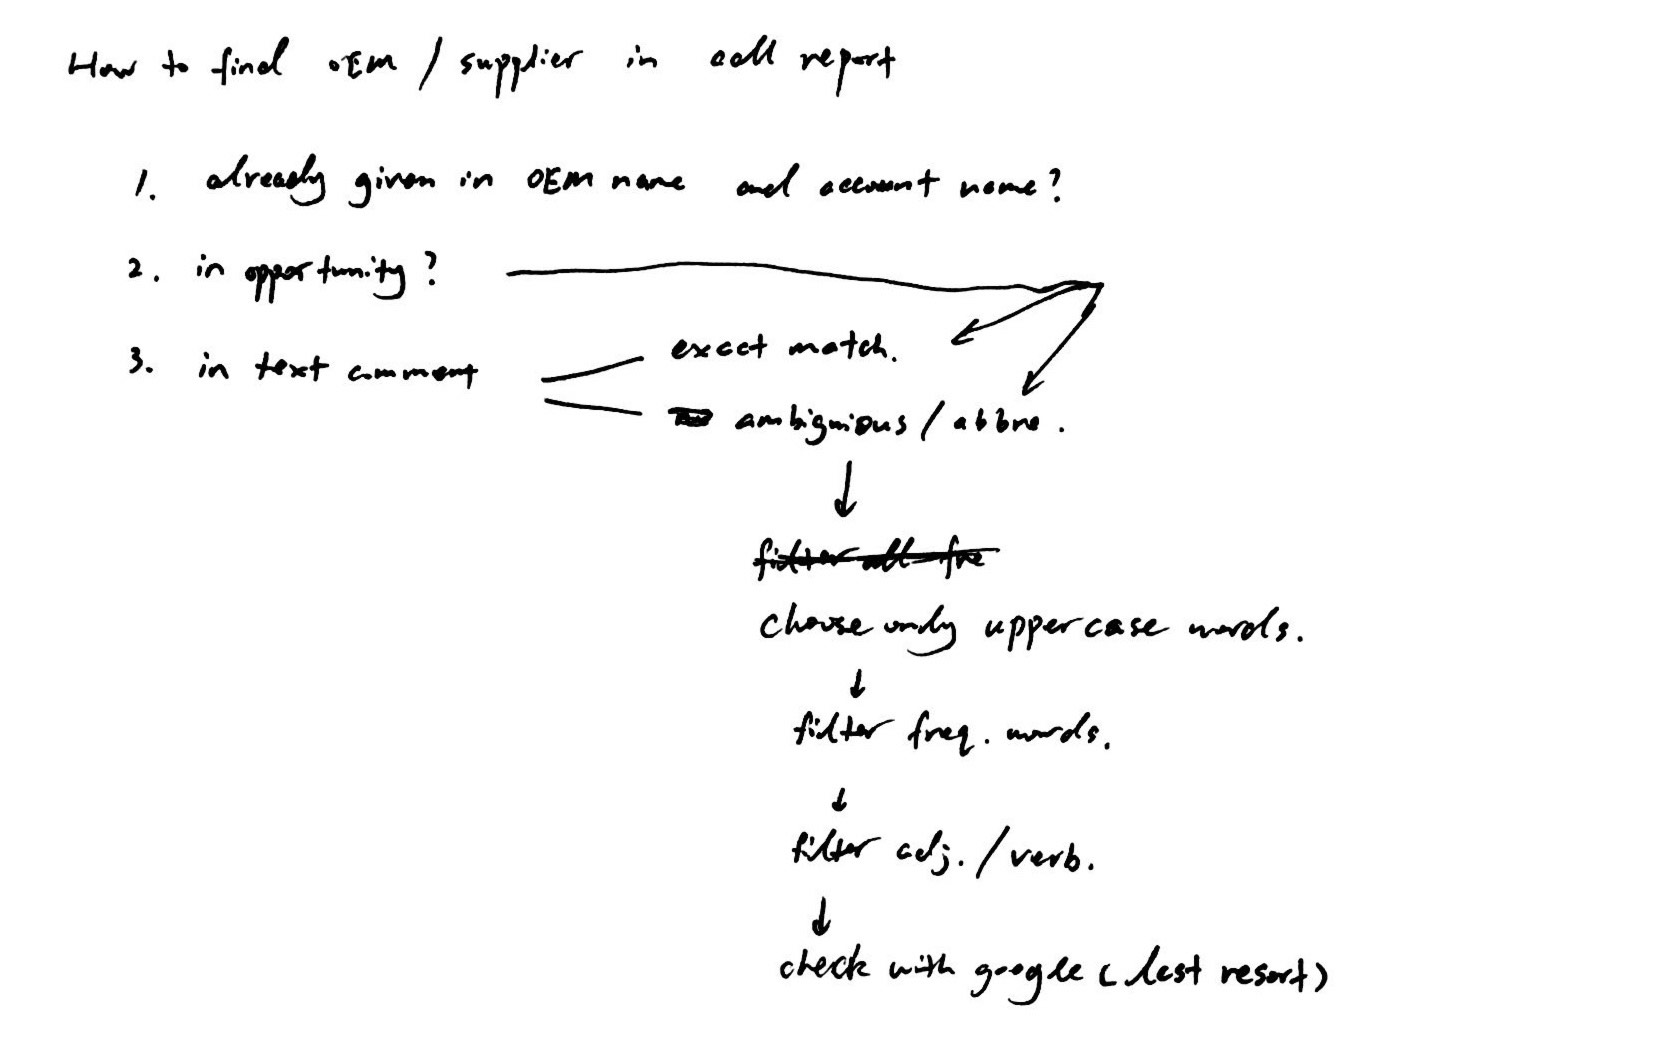 How to find OEM / supplier in call report
1. already given in OEM name and account name?
2. in opportunity?
exact match.
3. in text comment
ambiguious / abbre.
filter all fre
choose only uppercase words.
filter freq. words.
filter adj. / verb.
check with google (last resort)